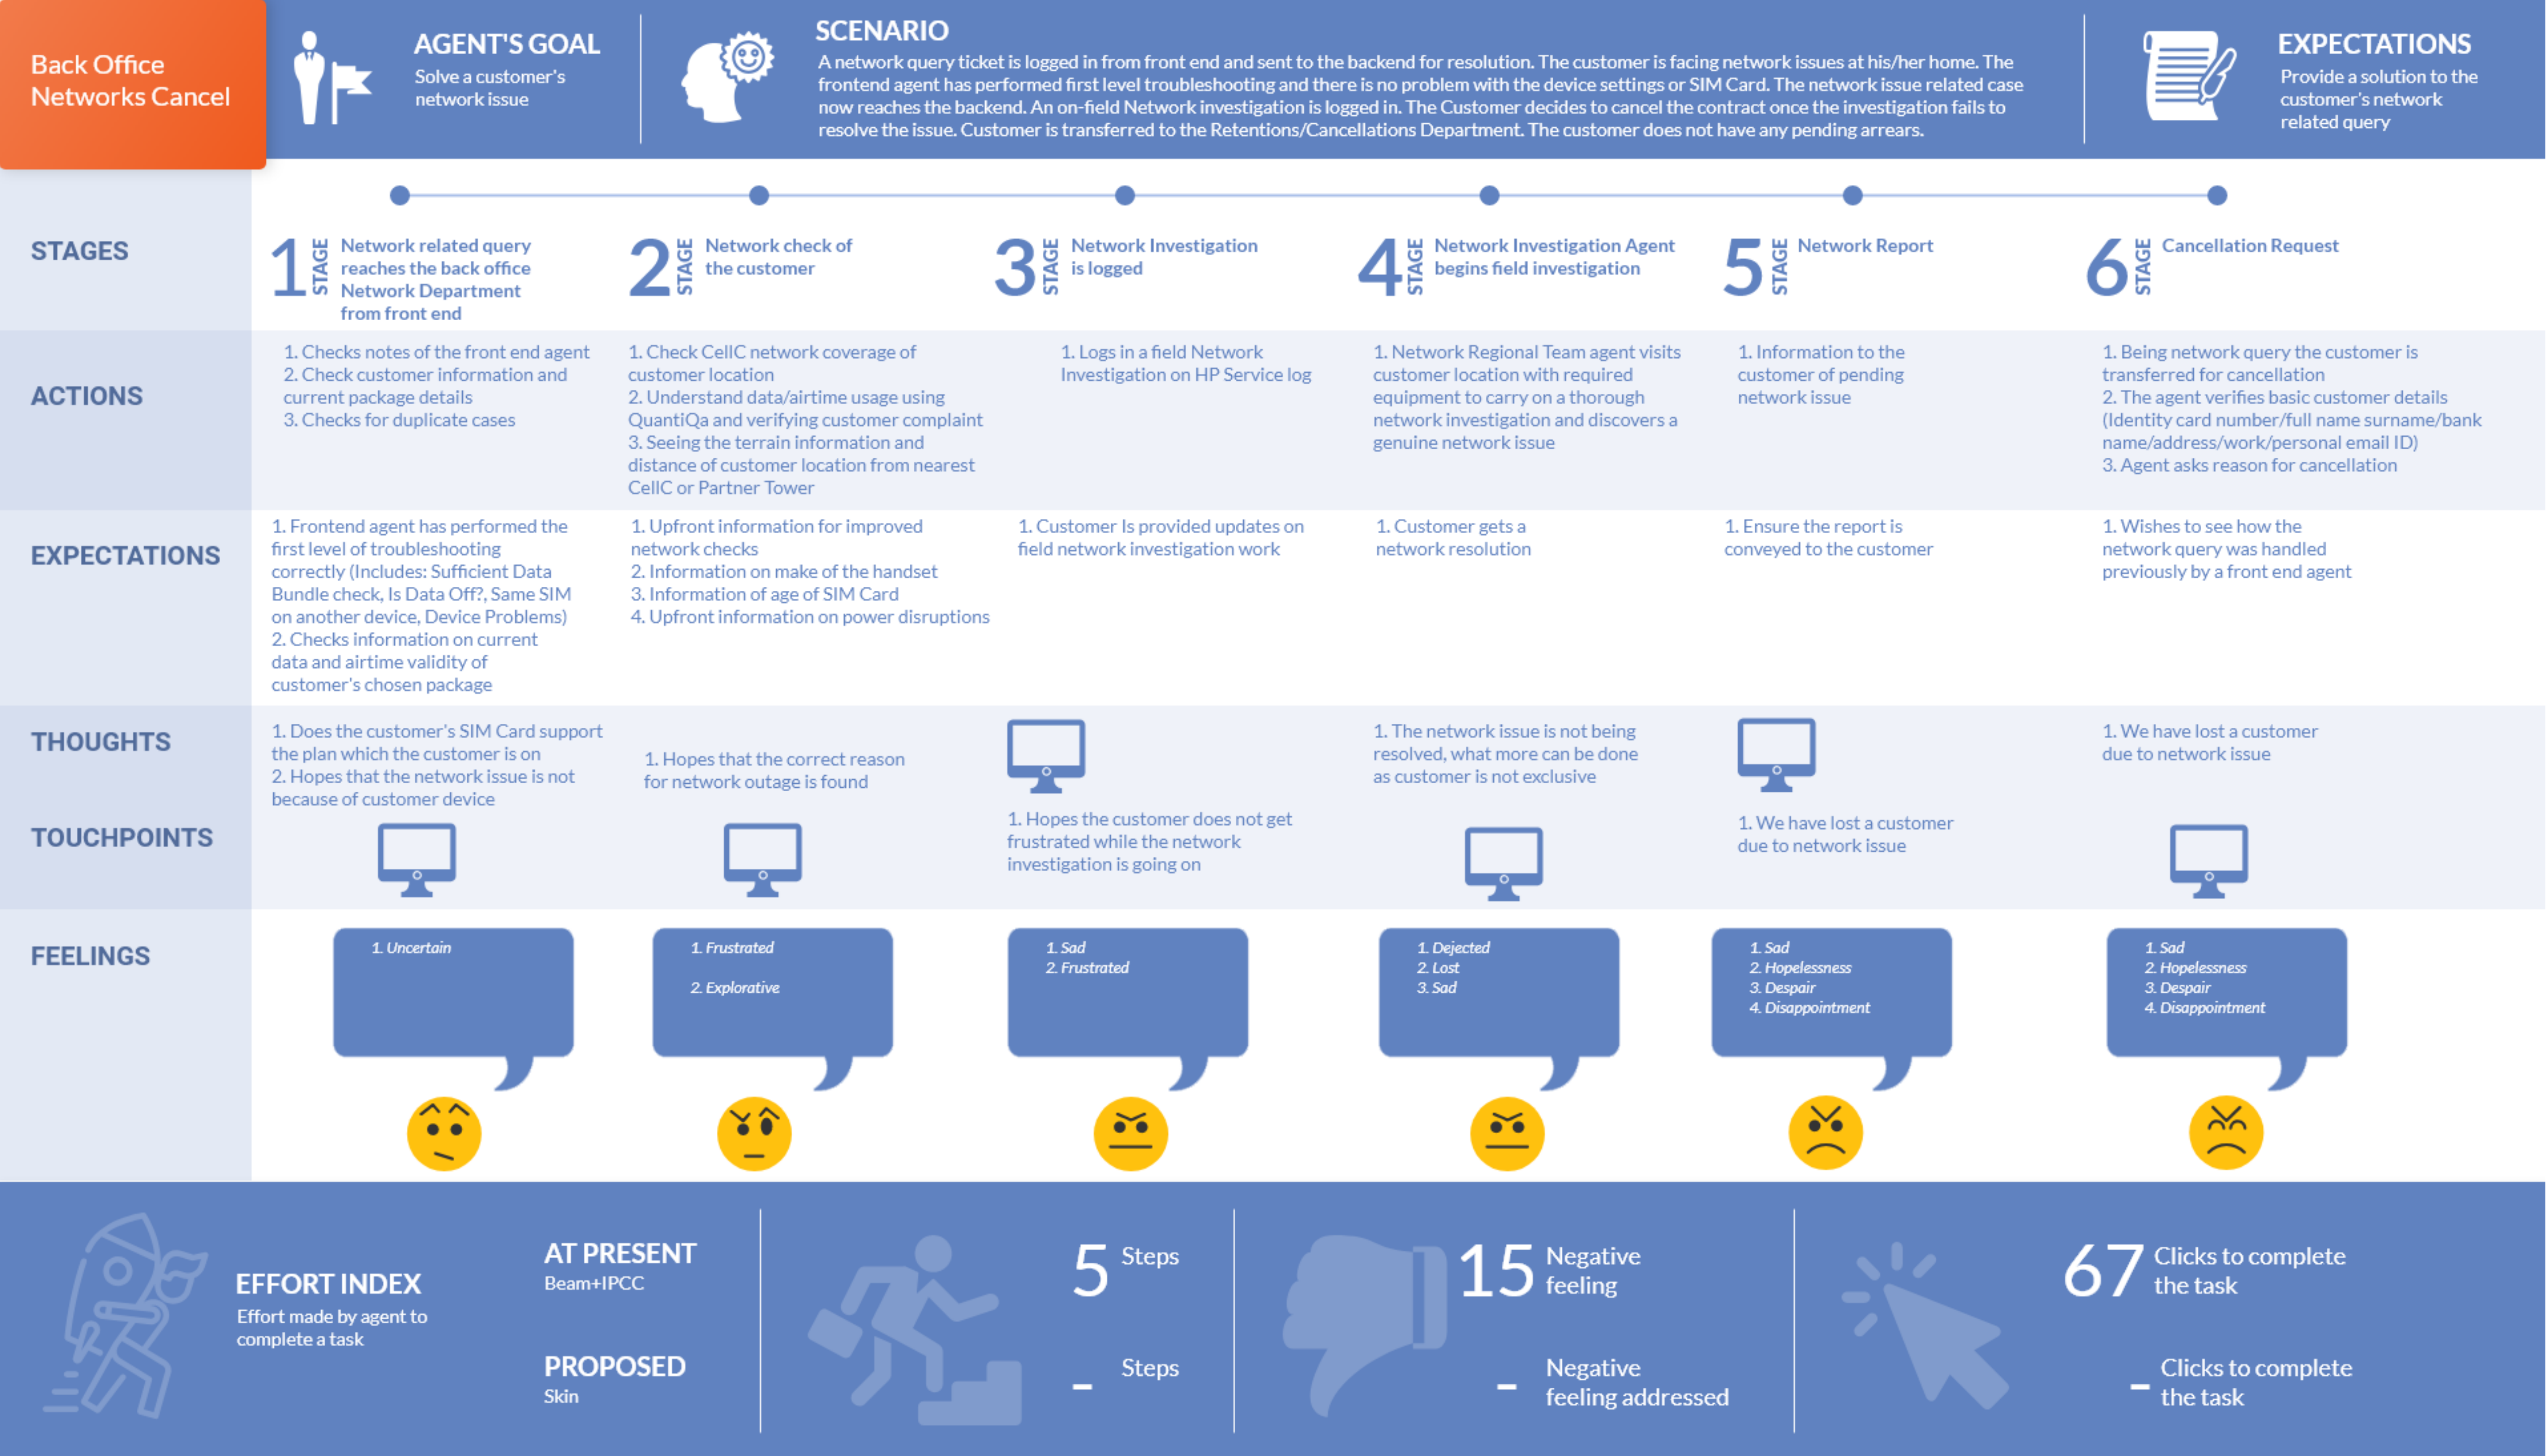 Back Office
Networks Cancel
AGENT'S GOAL
Solve a customer's
network issue
SCENARIO
A network query ticket is logged in from front end and sent to the backend for resolution. The customer is facing network issues at his/her home. The
frontend agent has performed first level troubleshooting and there is no problem with the device settings or SIM Card. The network issue related case
now reaches the backend. An on-field Network investigation is logged in. The Customer decides to cancel the contract once the investigation fails to
resolve the issue. Customer is transferred to the Retentions/Cancellations Department. The customer does not have any pending arrears.
EXPECTATIONS
Provide a solution to the
customer's network
related query
STAGES
1 STAGE
Network related query
reaches the back office
Network Department
from front end
2 STAGE
Network check of
the customer
3 STAGE
Network Investigation
is logged
4 STAGE
Network Investigation Agent
begins field investigation
5 STAGE
Network Report
6 STAGE
Cancellation Request
ACTIONS
1. Checks notes of the front end agent
2. Check customer information and
current package details
3. Checks for duplicate cases
1. Check CellC network coverage of
customer location
2. Understand data/airtime usage using
QuantiQa and verifying customer complaint
3. Seeing the terrain information and
distance of customer location from nearest
CellC or Partner Tower
1. Logs in a field Network
Investigation on HP Service log
1. Network Regional Team agent visits
customer location with required
equipment to carry on a thorough
network investigation and discovers a
genuine network issue
1. Information to the
customer of pending
network issue
1. Being network query the customer is
transferred for cancellation
2. The agent verifies basic customer details
(Identity card number/full name surname/bank
name/address/work/personal email ID)
3. Agent asks reason for cancellation
EXPECTATIONS
1. Frontend agent has performed the
first level of troubleshooting
correctly (Includes: Sufficient Data
Bundle check, Is Data Off?, Same SIM
on another device, Device Problems)
2. Checks information on current
data and airtime validity of
customer's chosen package
1. Upfront information for improved
network checks
2. Information on make of the handset
3. Information of age of SIM Card
4. Upfront information on power disruptions
1. Customer Is provided updates on
field network investigation work
1. Customer gets a
network resolution
1. Ensure the report is
conveyed to the customer
1. Wishes to see how the
network query was handled
previously by a front end agent
THOUGHTS
1. Does the customer's SIM Card support
the plan which the customer is on
2. Hopes that the network issue is not
because of customer device
1. Hopes that the correct reason
for network outage is found
1. Hopes the customer does not get
frustrated while the network
investigation is going on
1. The network issue is not being
resolved, what more can be done
as customer is not exclusive
1. We have lost a customer
due to network issue
1. We have lost a customer
due to network issue
TOUCHPOINTS
FEELINGS
1. Uncertain
1. Frustrated
2. Explorative
1. Sad
2. Frustrated
1. Dejected
2. Lost
3. Sad
1. Sad
2. Hopelessness
3. Despair
4. Disappointment
1. Sad
2. Hopelessness
3. Despair
4. Disappointment
EFFORT INDEX
Effort made by agent to
complete a task
AT PRESENT
Beam+IPCC
5 Steps
15 Negative
feeling
67 Clicks to complete
the task
PROPOSED
Skin
- Steps
- Negative
feeling addressed
- Clicks to complete
the task